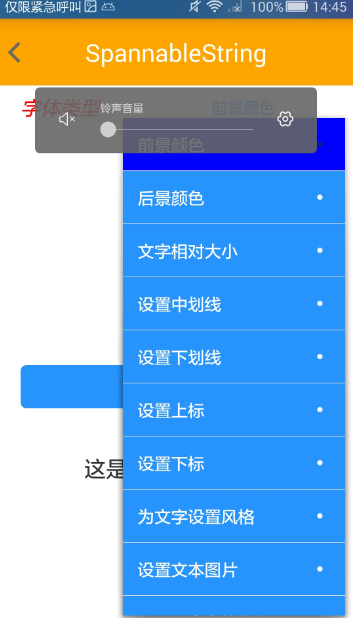 仅限紧急呼叫 100% 14:45
SpannableString
字体类型 前景颜色
铃声音量
前景颜色
后景颜色
文字相对大小
设置中划线
设置下划线
设置上标
设置下标
这是
为文字设置风格
设置文本图片